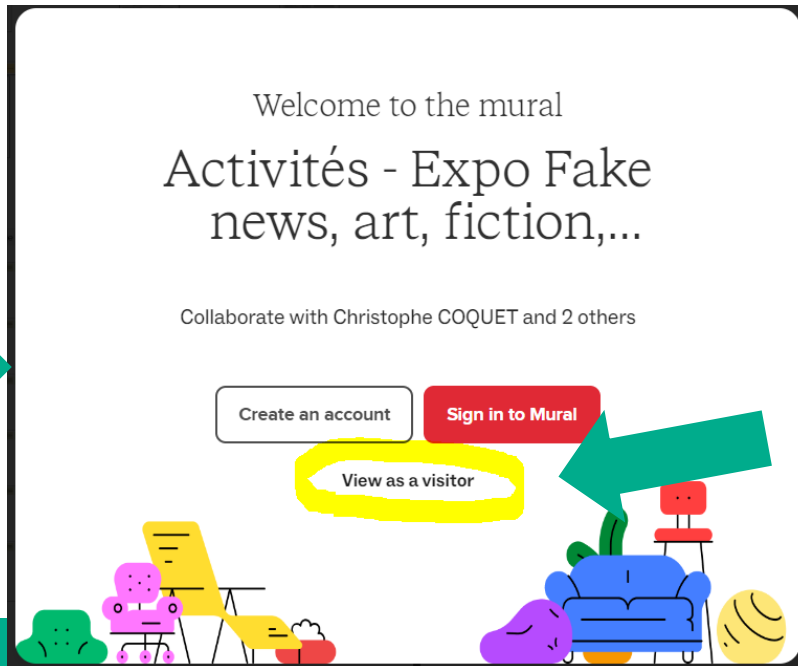 Welcome to the mural
Activités - Expo Fake
news, art, fiction,...
Collaborate with Christophe COQUET and 2 others
Create an account
Sign in to Mural
View as a visitor